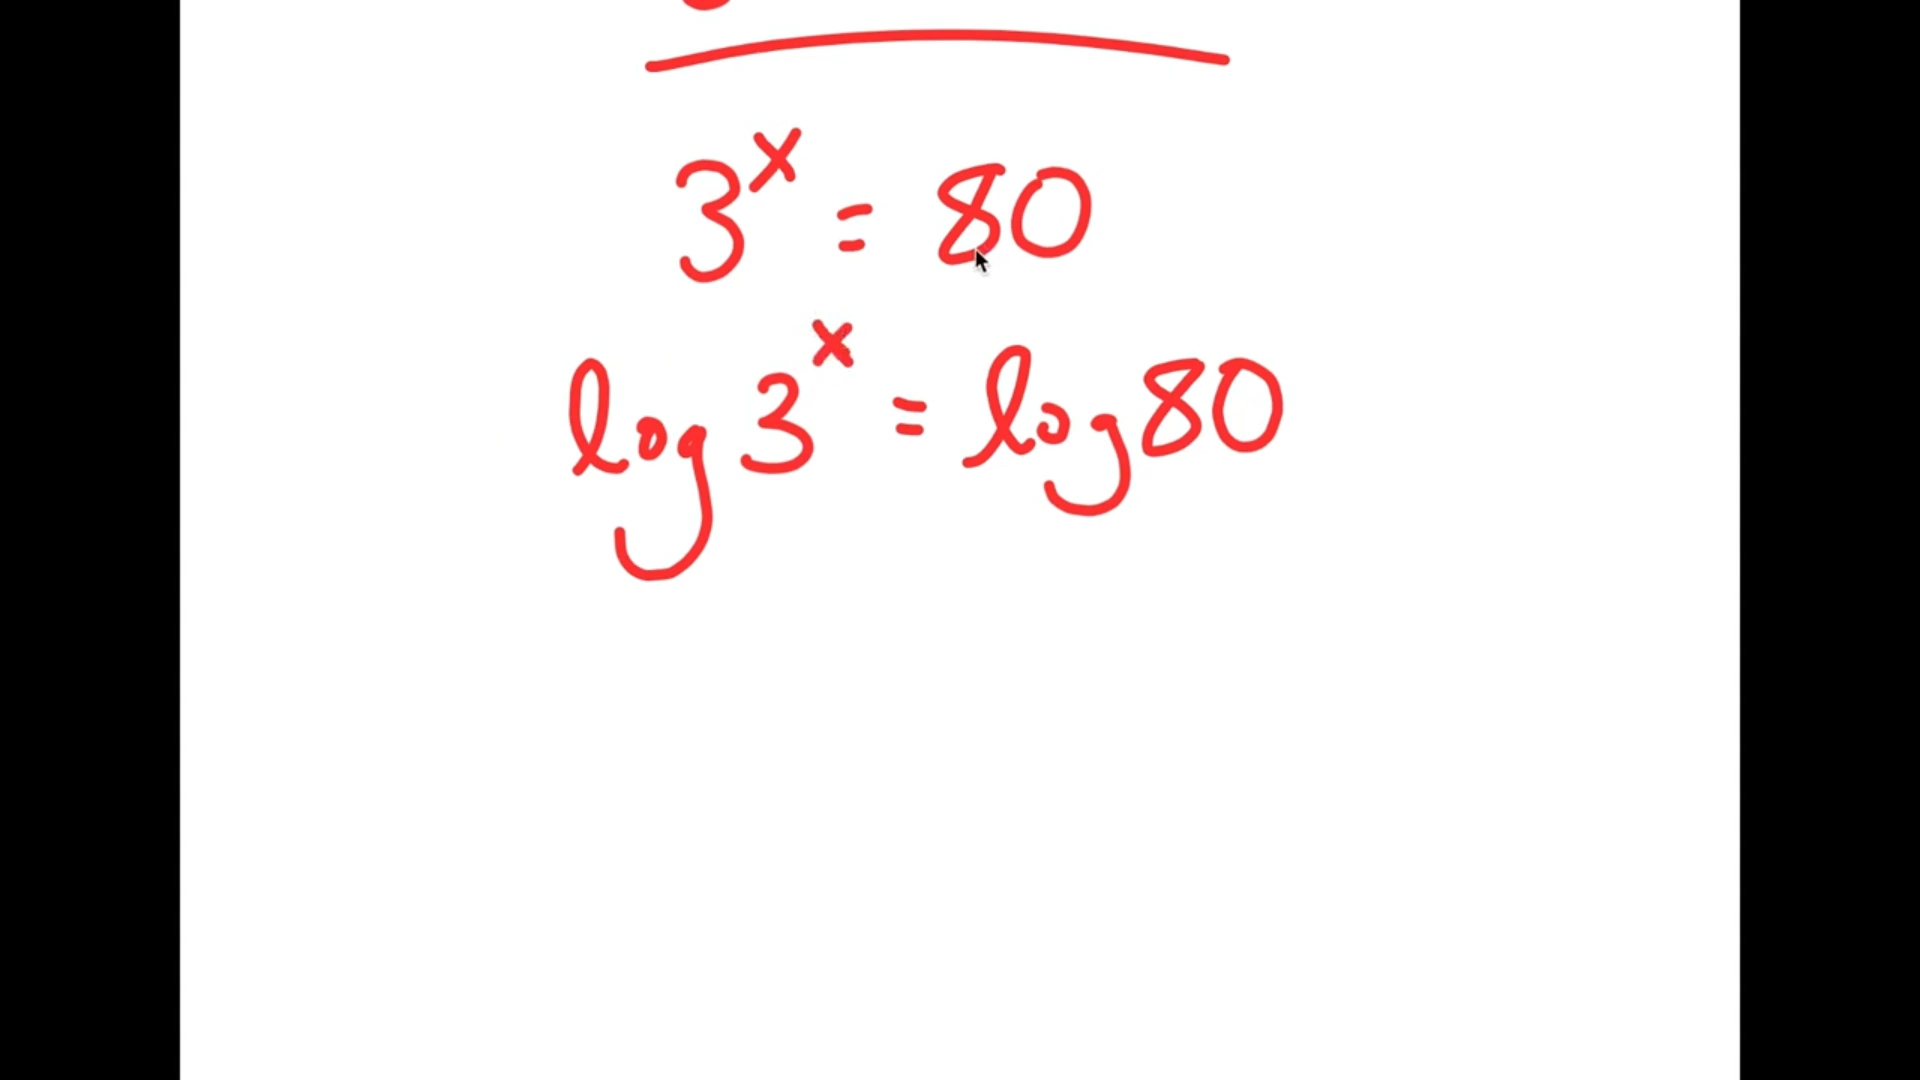 3^x = 80
log 3^x = log 80